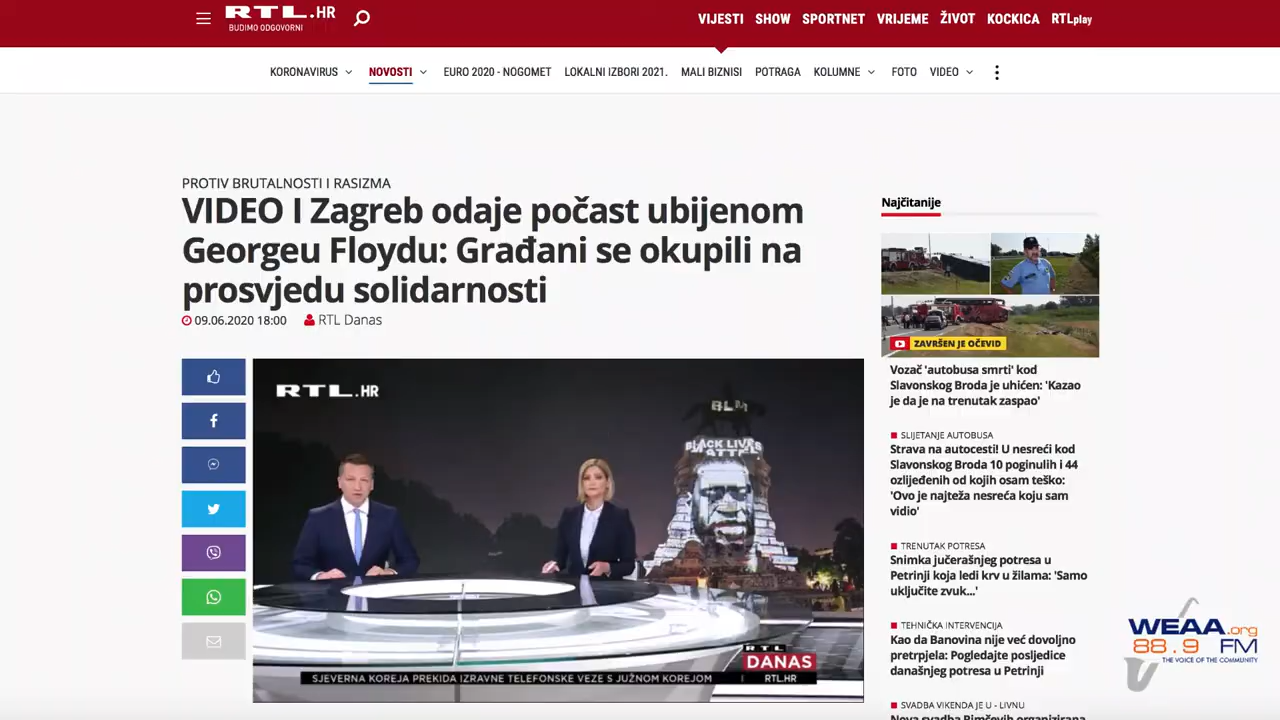 RTL.HR
BUDIMO ODGOVORNI
VIJESTI SHOW SPORTNET VRIJEME ŽIVOT KOCKICA RTLplay
KORONAVIRUS NOVOSTI EURO 2020 - NOGOMET LOKALNI IZBORI 2021. MALI BIZNISI POTRAGA KOLUMNE FOTO VIDEO
PROTIV BRUTALNOSTI I RASIZMA
VIDEO I Zagreb odaje počast ubijenom
Georgeu Floydu: Građani se okupili na
prosvjedu solidarnosti
09.06.2020 18:00 RTL Danas
RTL.HR
BLM
BLACK LIVES
MATTER
RTL
DANAS
RTL.HR
SJEVERNA KOREJA PREKIDA IZRAVNE TELEFONSKE VEZE S JUŽNOM KOREJOM
Najčitanije
ZAVRŠEN JE OČEVID
Vozač 'autobusa smrti' kod
Slavonskog Broda je uhićen: 'Kazao
je da je na trenutak zaspao'
SLIJETANJE AUTOBUSA
Strava na autocesti! U nesreći kod
Slavonskog Broda 10 poginulih i 44
ozlijeđenih od kojih osam teško:
'Ovo je najteža nesreća koju sam
vidio'
TRENUTAK POTRESA
Snimka jučerašnjeg potresa u
Petrinji koja ledi krv u žilama: 'Samo
uključite zvuk...'
TEHNIČKA INTERVENCIJA
Kao da Banovina nije već dovoljno
pretrpjela: Pogledajte posljedice
današnjeg potresa u Petrinji
SVADBA VIKENDA JE U - LIVNU
Nova svadba Rimčevih organizirana
WEAA.org
88.9 FM
THE VOICE OF THE COMMUNITY